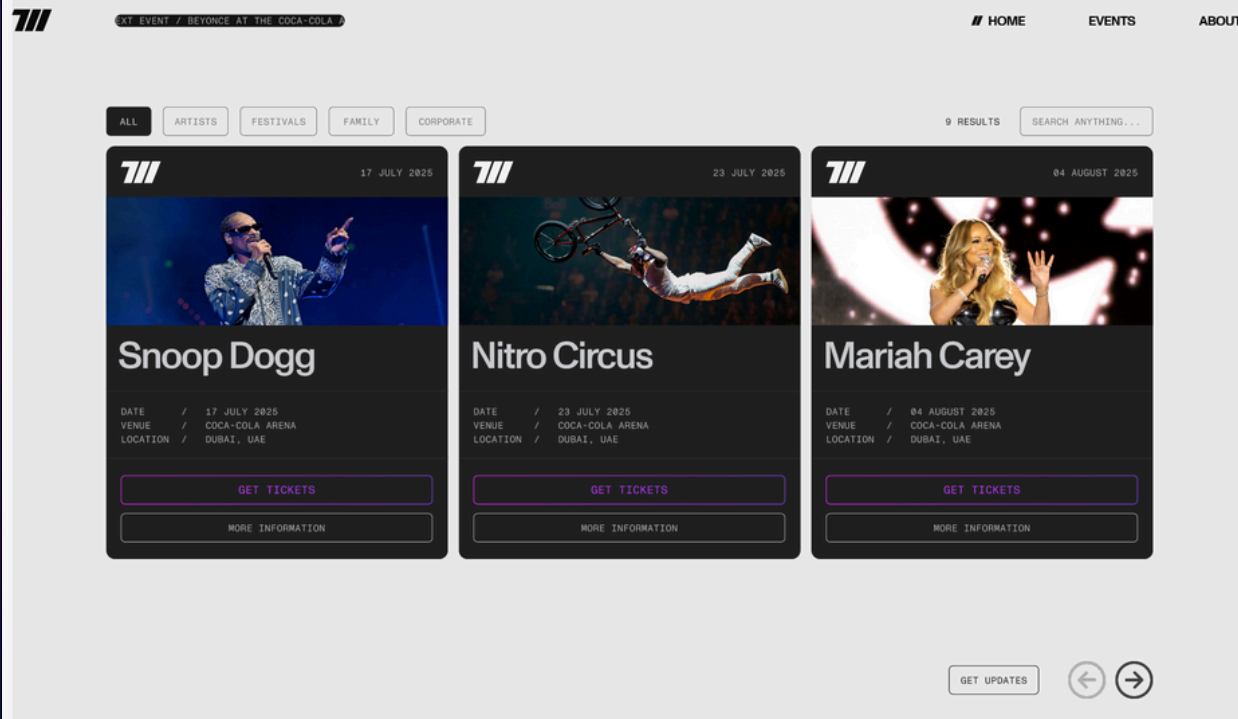 EXT EVENT / BEYONCE AT THE COCA-COLA A
HOME EVENTS ABOUT
ALL ARTISTS FESTIVALS FAMILY CORPORATE 9 RESULTS SEARCH ANYTHING...
17 JULY 2025
Snoop Dogg
DATE / 17 JULY 2025
VENUE / COCA-COLA ARENA
LOCATION / DUBAI, UAE
GET TICKETS
MORE INFORMATION
23 JULY 2025
Nitro Circus
DATE / 23 JULY 2025
VENUE / COCA-COLA ARENA
LOCATION / DUBAI, UAE
GET TICKETS
MORE INFORMATION
04 AUGUST 2025
Mariah Carey
DATE / 04 AUGUST 2025
VENUE / COCA-COLA ARENA
LOCATION / DUBAI, UAE
GET TICKETS
MORE INFORMATION
GET UPDATES